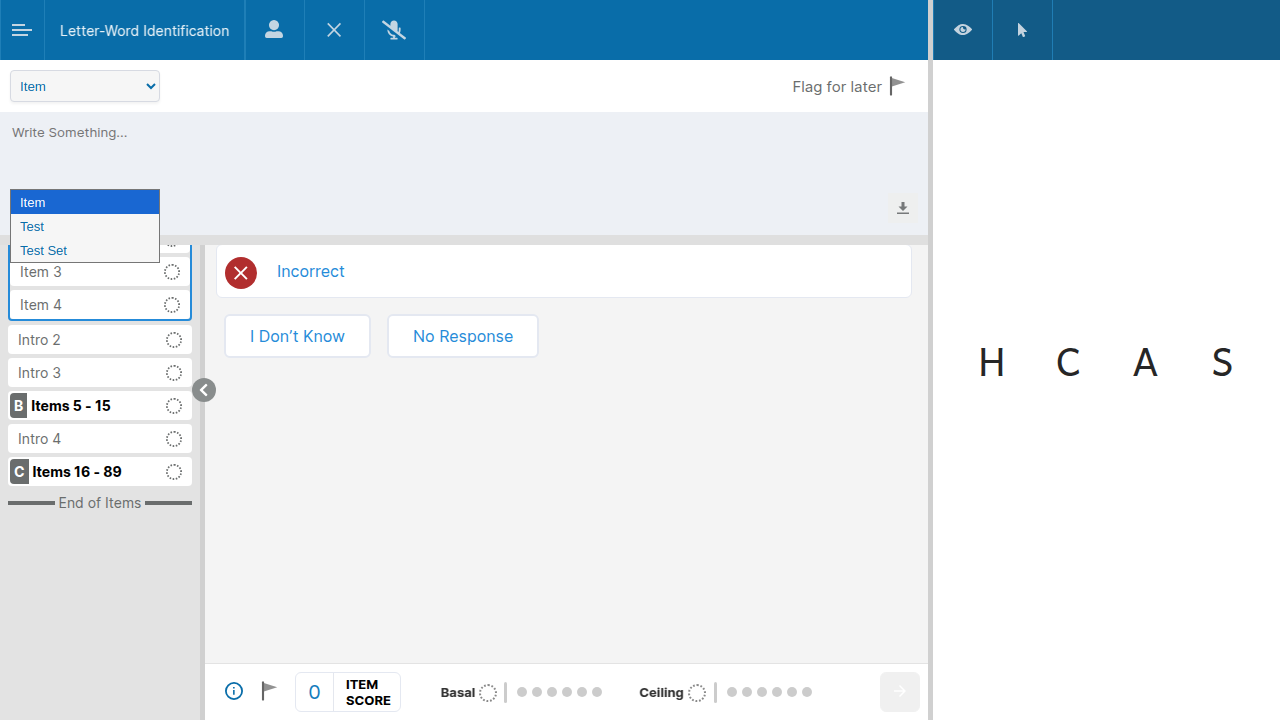 Letter-Word Identification
Item
Flag for later
Write Something...
Item
Test
Test Set
Item 3
Item 4
Intro 2
Intro 3
B Items 5 - 15
Intro 4
C Items 16 - 89
End of Items
Incorrect
I Don't Know
No Response
0 ITEM SCORE
Basal
Ceiling
H C A S